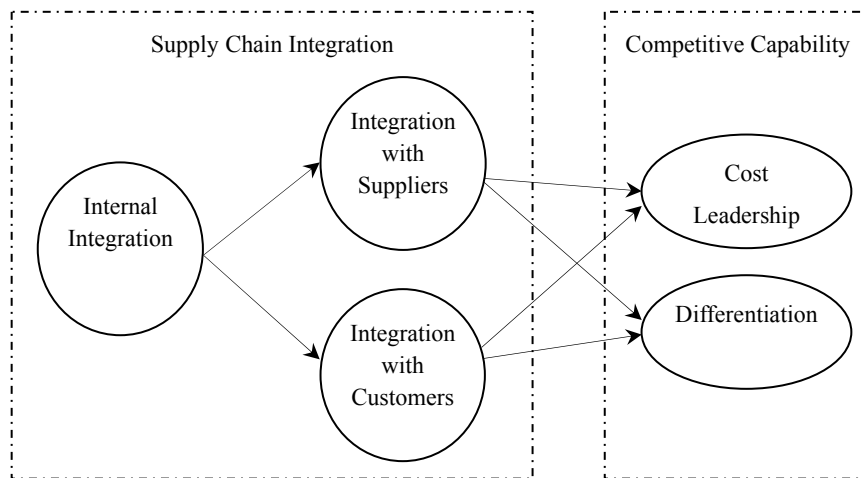 Supply Chain Integration
Competitive Capability
Internal
Integration
Integration
with
Suppliers
Integration
with
Customers
Cost
Leadership
Differentiation